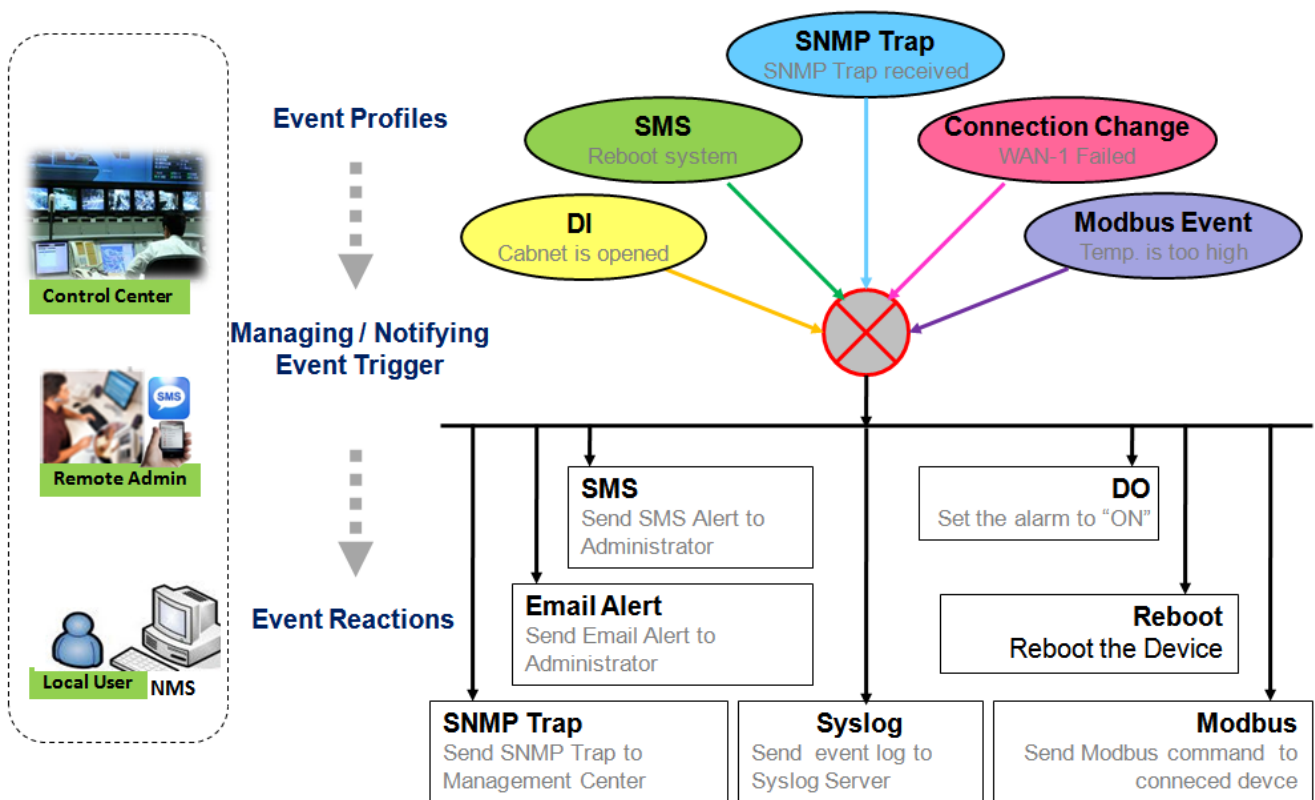 SNMP Trap
SNMP Trap received
Event Profiles
SMS
Reboot system
Connection Change
WAN-1 Failed
DI
Cabnet is opened
Modbus Event
Temp. is too high
Control Center
Managing / Notifying
Event Trigger
SMS
Remote Admin
SMS
Send SMS Alert to
Administrator
DO
Set the alarm to “ON”
Event Reactions
Email Alert
Send Email Alert to
Administrator
Reboot
Reboot the Device
Local User
NMS
SNMP Trap
Send SNMP Trap to
Management Center
Syslog
Send event log to
Syslog Server
Modbus
Send Modbus command to
conneced devce